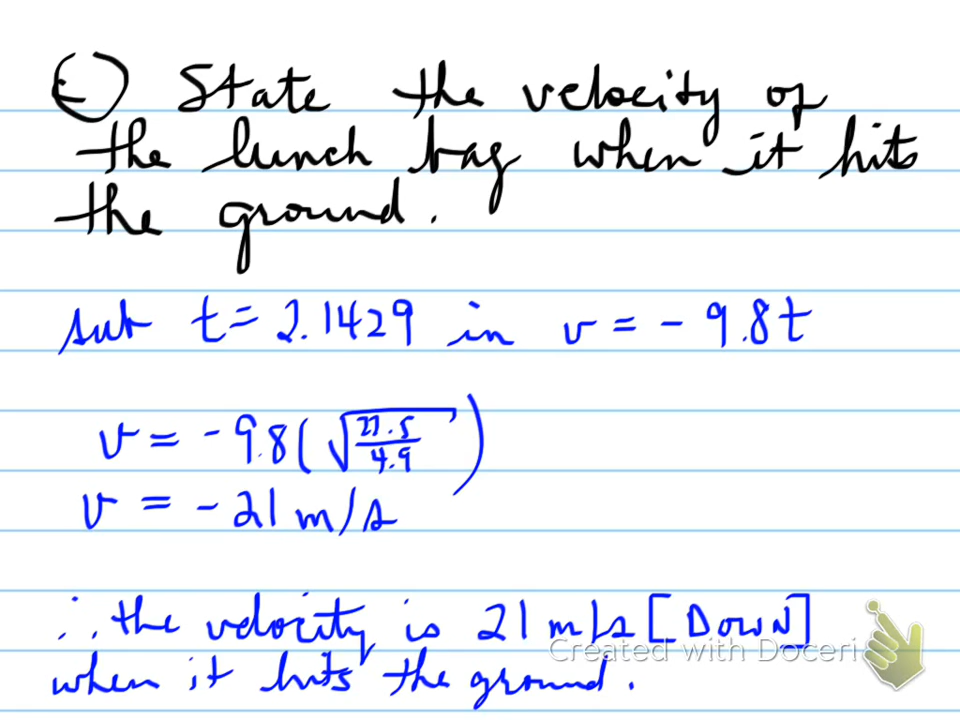 E) State the velocity of
the lunch bag when it hits
the ground.
sub t = 2.1429 in v = - 9.8t
v = -9.8(√(22.5/4.9))
v = -21 m/s
∴ the velocity is 21 m/s [Down]
Created with Doceri
when it hits the ground.